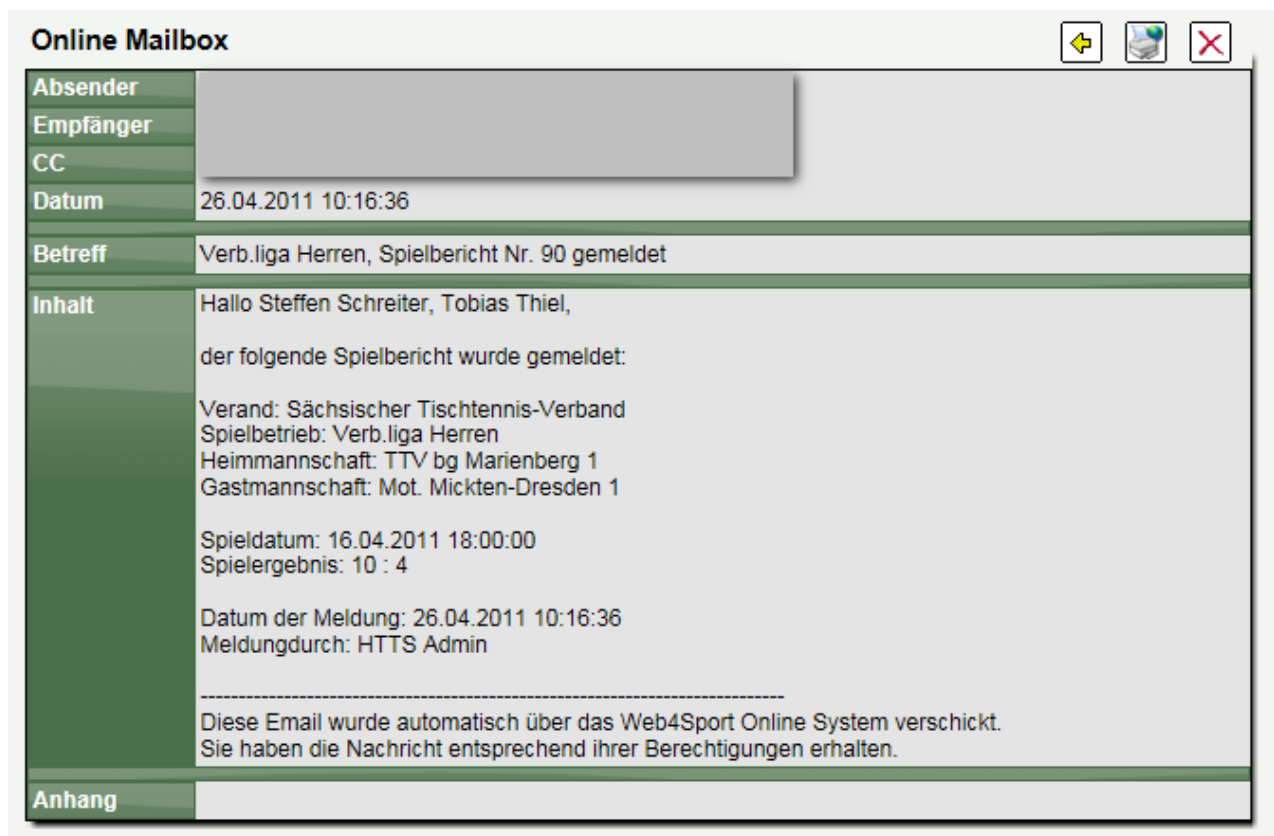 Online Mailbox
Absender
Empfänger
CC
Datum 26.04.2011 10:16:36
Betreff Verb.liga Herren, Spielbericht Nr. 90 gemeldet
Inhalt Hallo Steffen Schreiter, Tobias Thiel,
der folgende Spielbericht wurde gemeldet:
Verand: Sächsischer Tischtennis-Verband
Spielbetrieb: Verb.liga Herren
Heimmannschaft: TTV bg Marienberg 1
Gastmannschaft: Mot. Mickten-Dresden 1
Spieldatum: 16.04.2011 18:00:00
Spielergebnis: 10 : 4
Datum der Meldung: 26.04.2011 10:16:36
Meldungdurch: HTTS Admin
------------------------------------------------------------------------------
Diese Email wurde automatisch über das Web4Sport Online System verschickt.
Sie haben die Nachricht entsprechend ihrer Berechtigungen erhalten.
Anhang